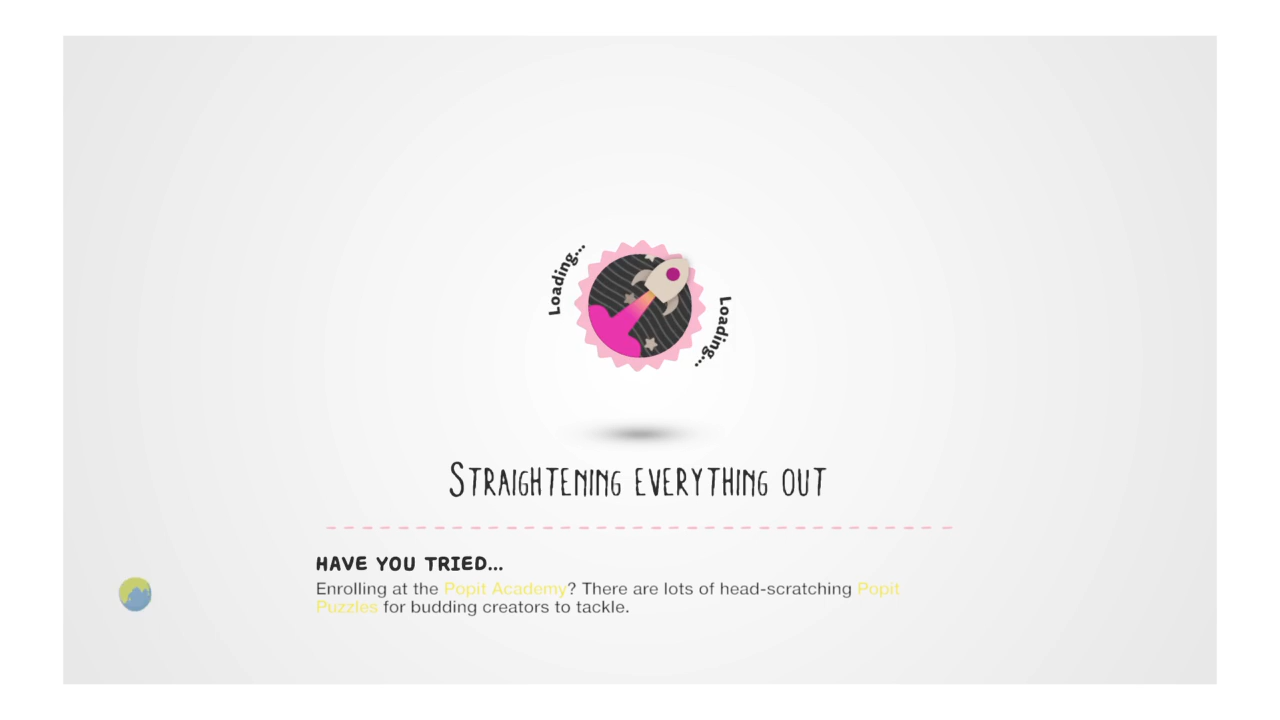 Loading...
Loading...
STRAIGHTENING EVERYTHING OUT
HAVE YOU TRIED...
Enrolling at the Popit Academy? There are lots of head-scratching Popit
Puzzles for budding creators to tackle.